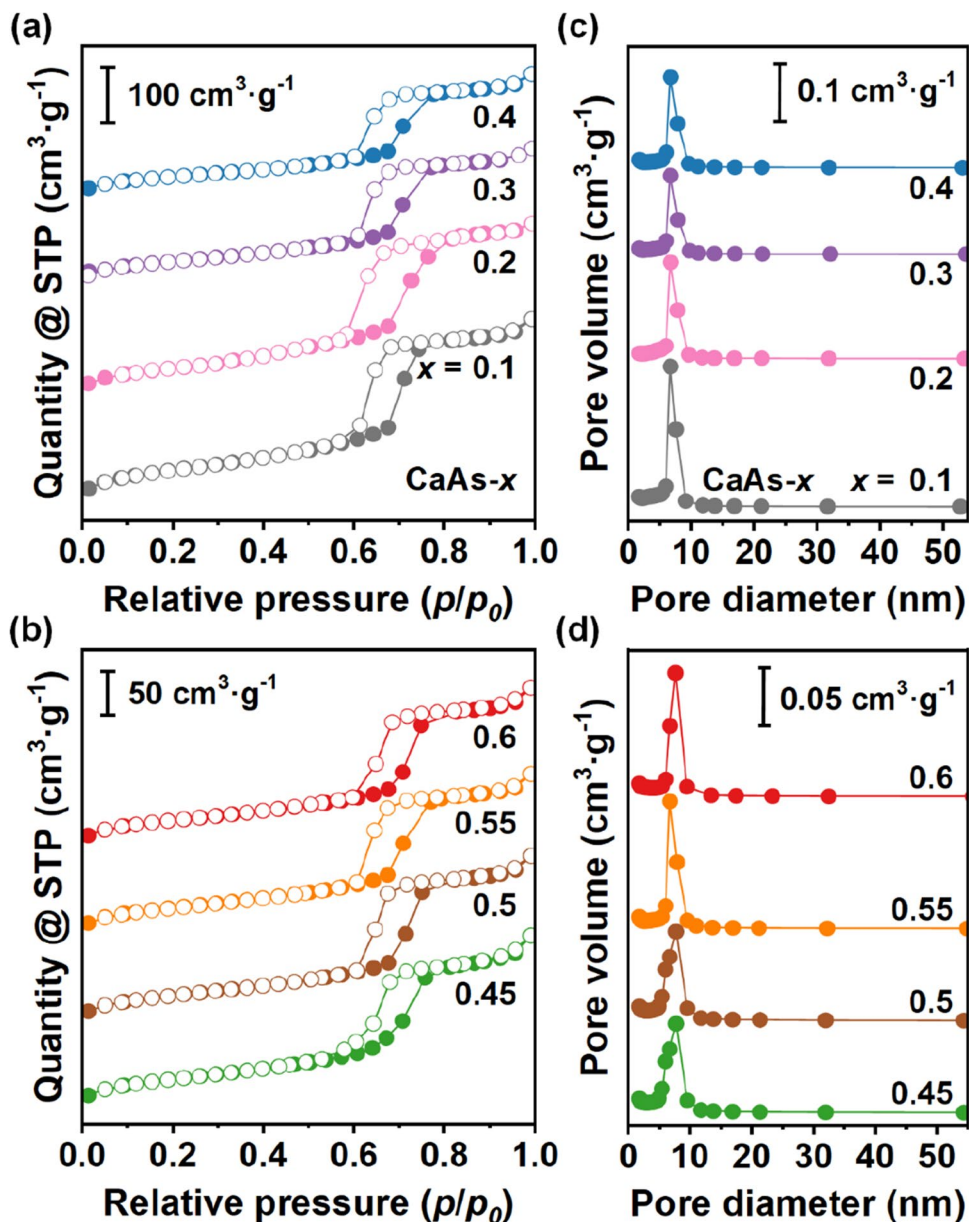 (a)
Quantity @ STP (cm³·g⁻¹)
100 cm³·g⁻¹
0.4
0.3
0.2
x = 0.1
CaAs-x
0.0 0.2 0.4 0.6 0.8 1.0
Relative pressure (p/p₀)
(c)
Pore volume (cm³·g⁻¹)
0.1 cm³·g⁻¹
0.4
0.3
0.2
CaAs-x x = 0.1
0 10 20 30 40 50
Pore diameter (nm)
(b)
Quantity @ STP (cm³·g⁻¹)
50 cm³·g⁻¹
0.6
0.55
0.5
0.45
0.0 0.2 0.4 0.6 0.8 1.0
Relative pressure (p/p₀)
(d)
Pore volume (cm³·g⁻¹)
0.05 cm³·g⁻¹
0.6
0.55
0.5
0.45
0 10 20 30 40 50
Pore diameter (nm)